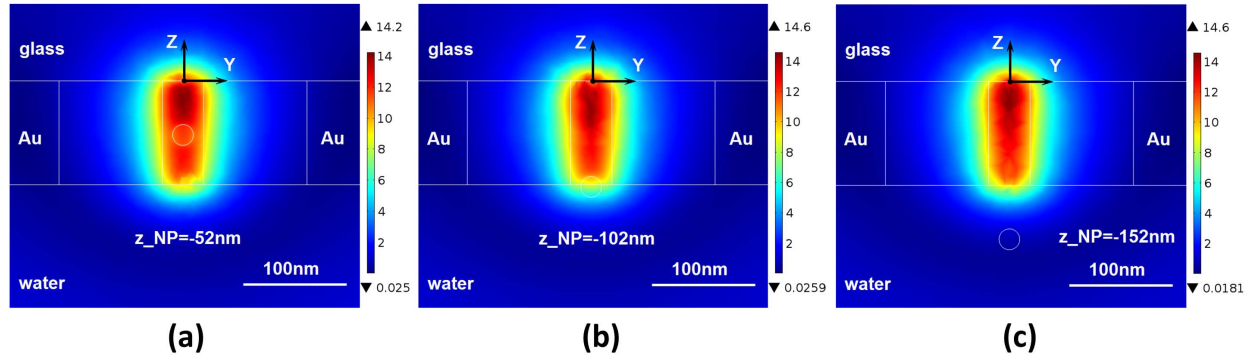 glass
Z
Y
Au
Au
z_NP=-52nm
100nm
water
▲ 14.2
14
12
10
8
6
4
2
▼ 0.025
(a)
glass
Z
Y
Au
Au
z_NP=-102nm
100nm
water
▲ 14.6
14
12
10
8
6
4
2
▼ 0.0259
(b)
glass
Z
Y
Au
Au
z_NP=-152nm
100nm
water
▲ 14.6
14
12
10
8
6
4
2
▼ 0.0181
(c)